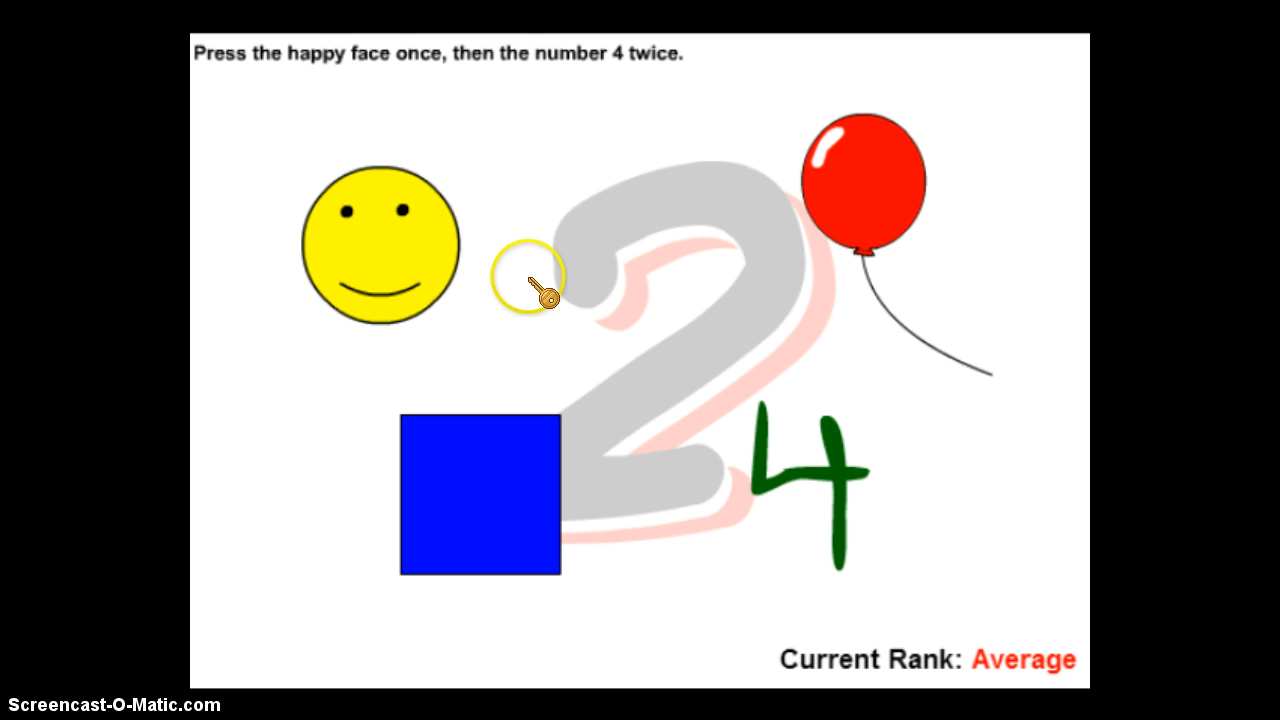 Press the happy face once, then the number 4 twice.
2
4
Current Rank: Average
Screencast-O-Matic.com